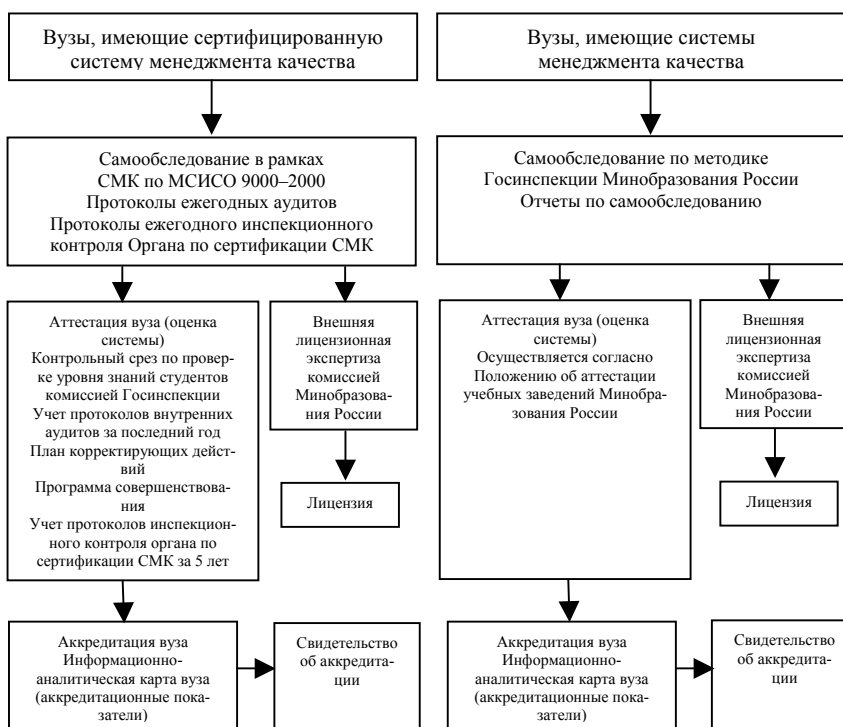 Вузы, имеющие сертифицированную
систему менеджмента качества
Вузы, имеющие системы
менеджмента качества
Самообследование в рамках
СМК по МСИСО 9000–2000
Протоколы ежегодных аудитов
Протоколы ежегодного инспекционного
контроля Органа по сертификации СМК
Самообследование по методике
Госинспекции Минобразования России
Отчеты по самообследованию
Аттестация вуза (оценка
системы)
Контрольный срез по провер-
ке уровня знаний студентов
комиссией Госинспекции
Учет протоколов внутренних
аудитов за последний год
План корректирующих дейст-
вий
Программа совершенствова-
ния
Учет протоколов инспекцион-
ного контроля органа по
сертификации СМК за 5 лет
Внешняя
лицензионная
экспертиза
комиссией
Минобразова-
ния России
Лицензия
Аттестация вуза (оценка
системы)
Осуществляется согласно
Положению об аттестации
учебных заведений Минобра-
зования России
Внешняя
лицензионная
экспертиза
комиссией
Минобразова-
ния России
Лицензия
Аккредитация вуза
Информационно-
аналитическая карта вуза
(аккредитационные пока-
затели)
Свидетельство
об аккредита-
ции
Аккредитация вуза
Информационно-
аналитическая карта вуза
(аккредитационные пока-
затели)
Свидетельство
об аккредита-
ции